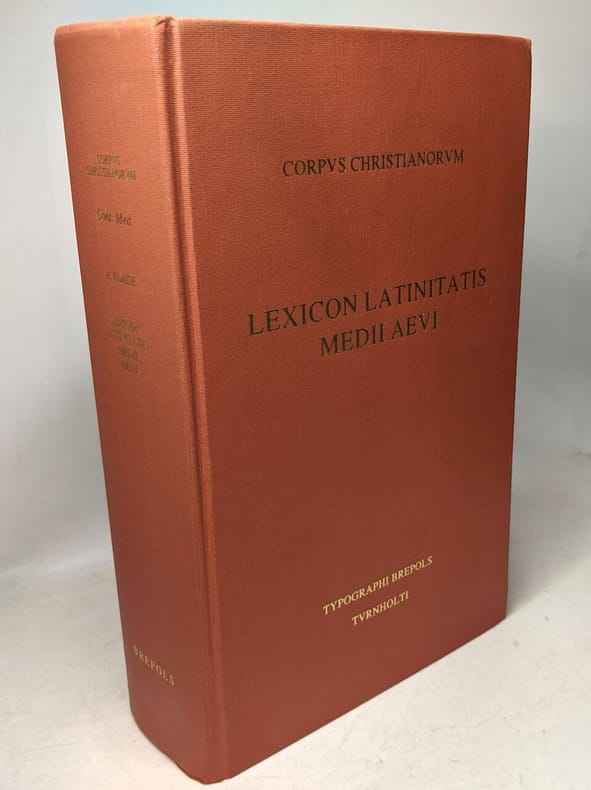 CORPVS
CHRISTIANORVM
Cont. Med.
A. BLAISE
LEXICON
LATINITATIS
MEDII
AEVI
BREPOLS
CORPVS CHRISTIANORVM
LEXICON LATINITATIS
MEDII AEVI
TYPOGRAPHI BREPOLS
TVRNHOLTI